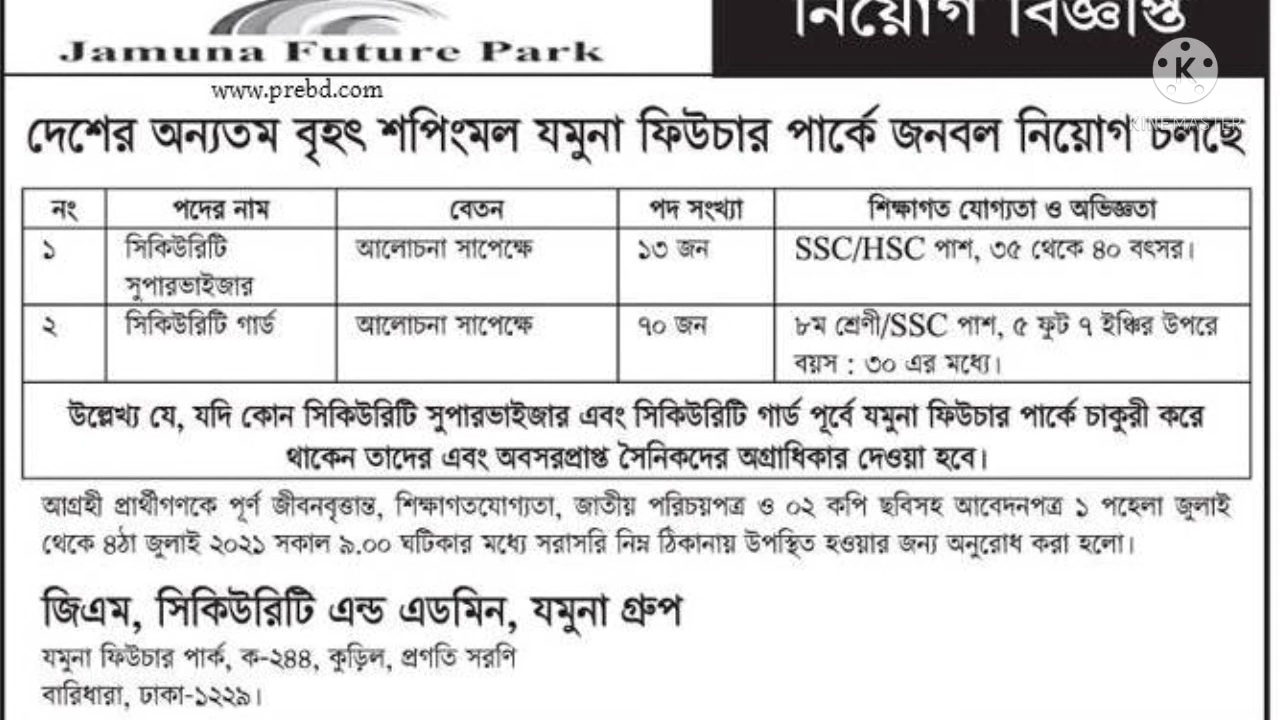 Jamuna Future Park
নিয়োগ বিজ্ঞপ্তি
www.prebd.com
K
KINEMASTER
দেশের অন্যতম বৃহৎ শপিংমল যমুনা ফিউচার পার্কে জনবল নিয়োগ চলছে
নং পদের নাম বেতন পদ সংখ্যা শিক্ষাগত যোগ্যতা ও অভিজ্ঞতা
১ সিকিউরিটি আলোচনা সাপেক্ষে ১৩ জন SSC/HSC পাশ, ৩৫ থেকে ৪০ বৎসর।
সুপারভাইজার
২ সিকিউরিটি গার্ড আলোচনা সাপেক্ষে ৭০ জন ৮ম শ্রেণী/SSC পাশ, ৫ ফুট ৭ ইঞ্চির উপরে
বয়স : ৩০ এর মধ্যে।
উল্লেখ্য যে, যদি কোন সিকিউরিটি সুপারভাইজার এবং সিকিউরিটি গার্ড পূর্বে যমুনা ফিউচার পার্কে চাকুরী করে
থাকেন তাদের এবং অবসরপ্রাপ্ত সৈনিকদের অগ্রাধিকার দেওয়া হবে।
আগ্রহী প্রার্থীগণকে পূর্ণ জীবনবৃত্তান্ত, শিক্ষাগতযোগ্যতা, জাতীয় পরিচয়পত্র ও ০২ কপি ছবিসহ আবেদনপত্র ১ পহেলা জুলাই
থেকে ৪ঠা জুলাই ২০২১ সকাল ৯.০০ ঘটিকার মধ্যে সরাসরি নিম্ন ঠিকানায় উপস্থিত হওয়ার জন্য অনুরোধ করা হলো।
জিএম, সিকিউরিটি এন্ড এডমিন, যমুনা গ্রুপ
যমুনা ফিউচার পার্ক, ক-২৪৪, কুড়িল, প্রগতি সরণি
বারিধারা, ঢাকা-১২২৯।